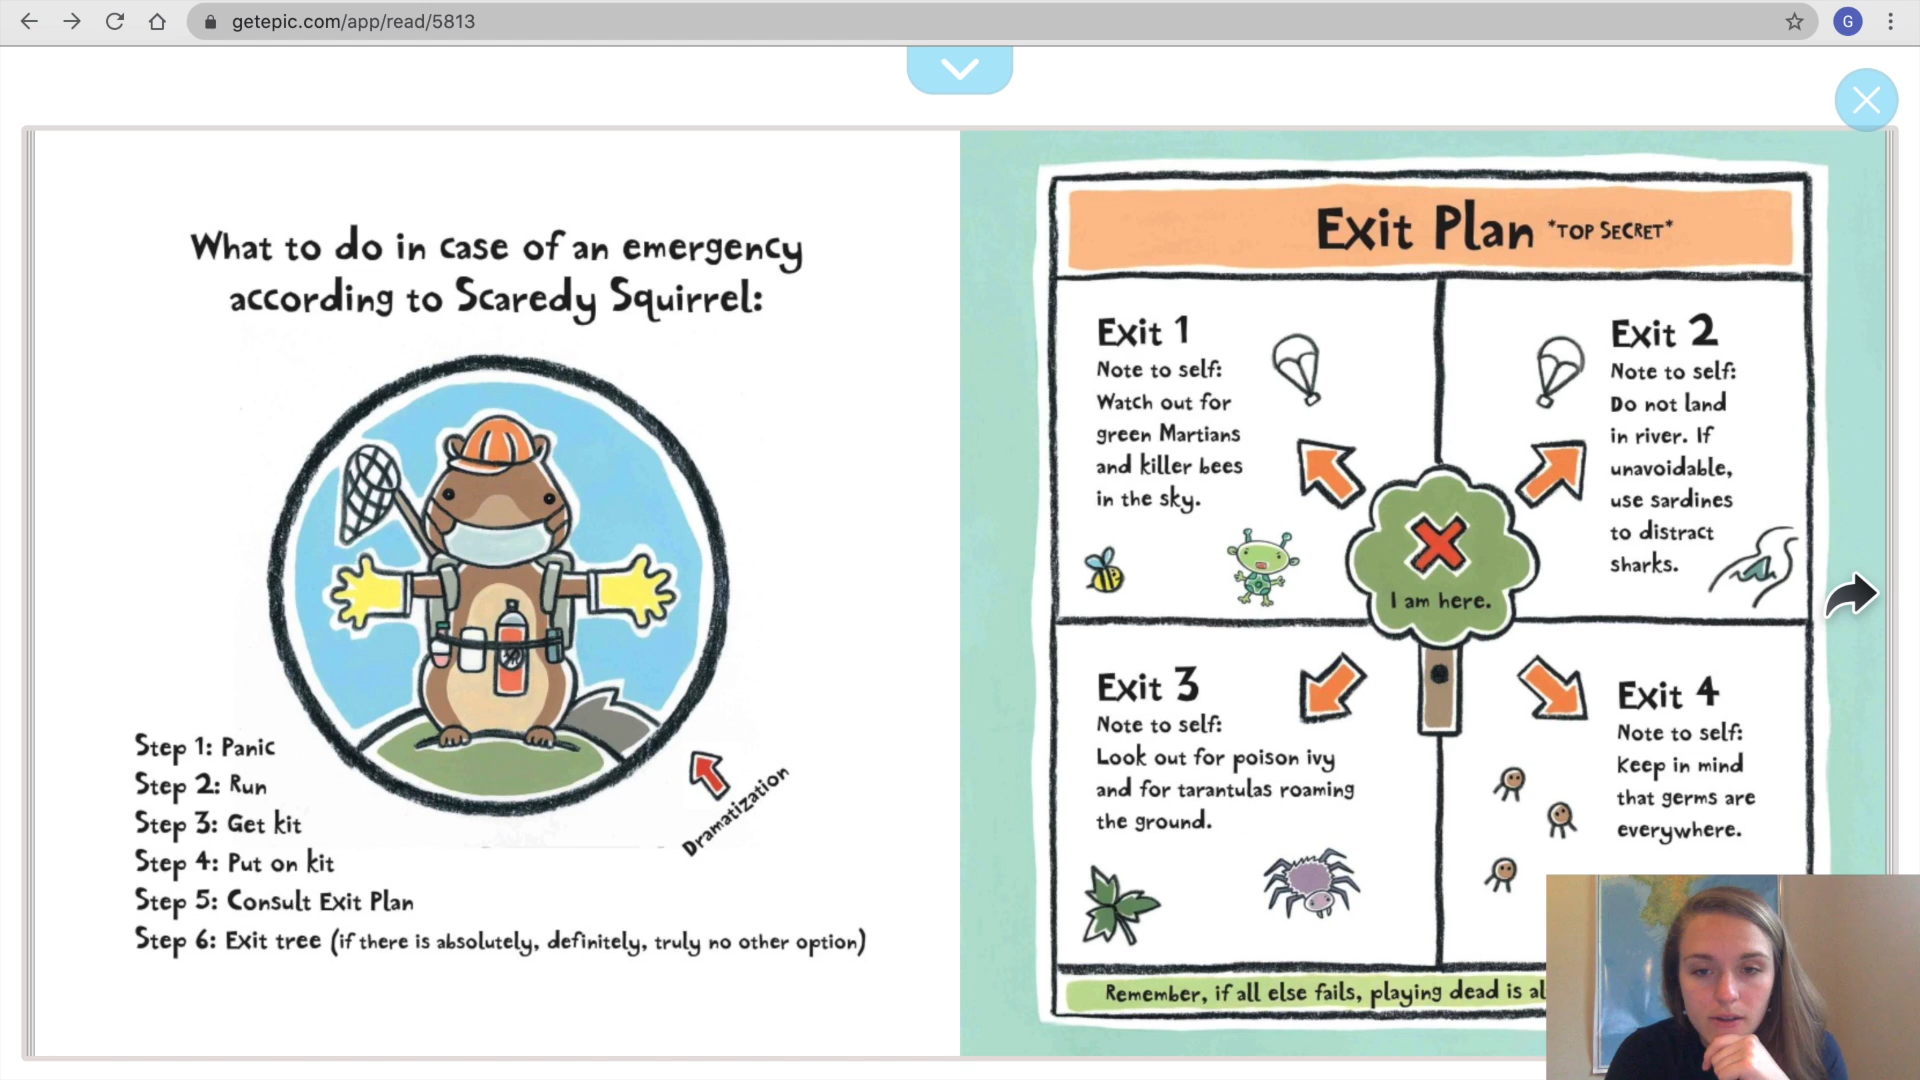 getepic.com/app/read/5813
G
What to do in case of an emergency
according to Scaredy Squirrel:
Step 1: Panic
Step 2: Run
Step 3: Get kit
Step 4: Put on kit
Step 5: Consult Exit Plan
Step 6: Exit tree (if there is absolutely, definitely, truly no other option)
Dramatization
Exit Plan *TOP SECRET*
Exit 1
Note to self:
Watch out for
green Martians
and killer bees
in the sky.
Exit 2
Note to self:
Do not land
in river. If
unavoidable,
use sardines
to distract
sharks.
I am here.
Exit 3
Note to self:
Look out for poison ivy
and for tarantulas roaming
the ground.
Exit 4
Note to self:
Keep in mind
that germs are
everywhere.
Remember, if all else fails, playing dead is al